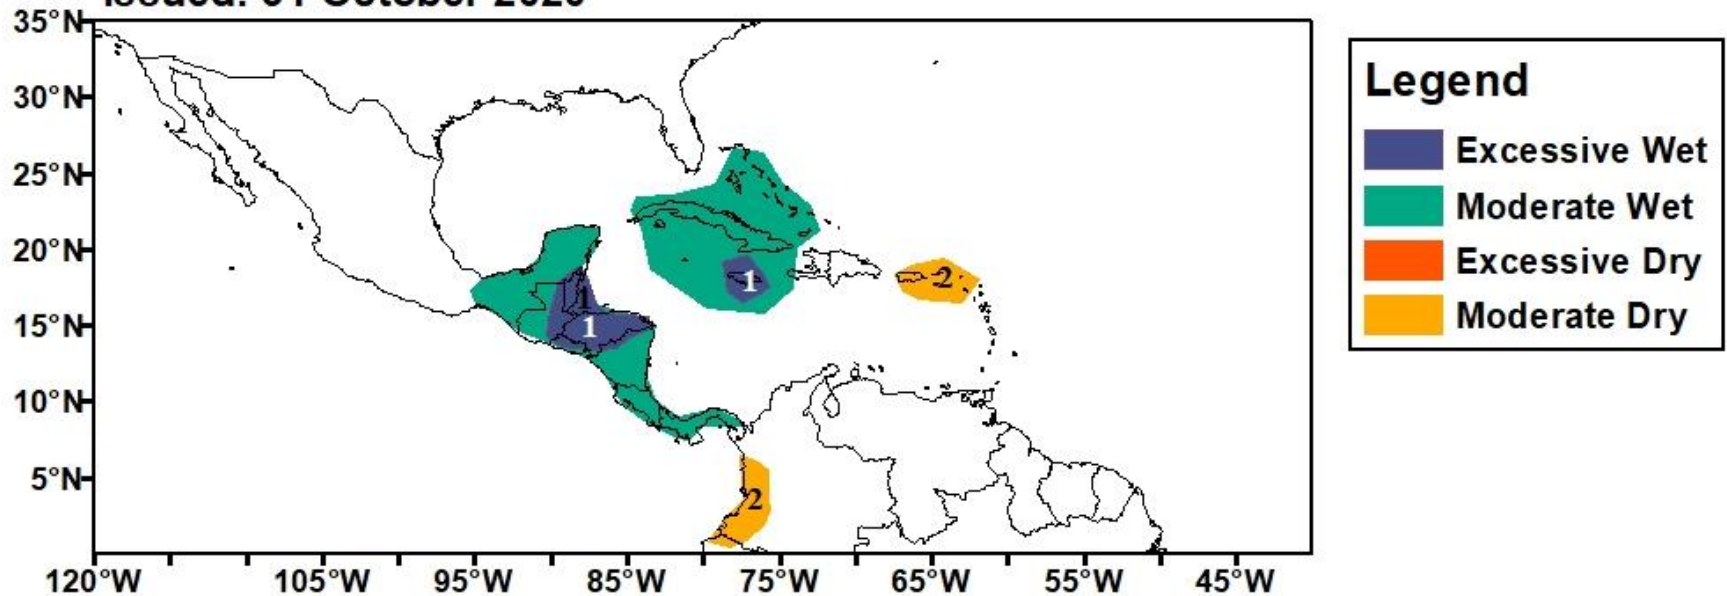 35°N
30°N
25°N
20°N
15°N
10°N
5°N
120°W 105°W 95°W 85°W 75°W 65°W 55°W 45°W
1
1
1
2
2
Legend
Excessive Wet
Moderate Wet
Excessive Dry
Moderate Dry